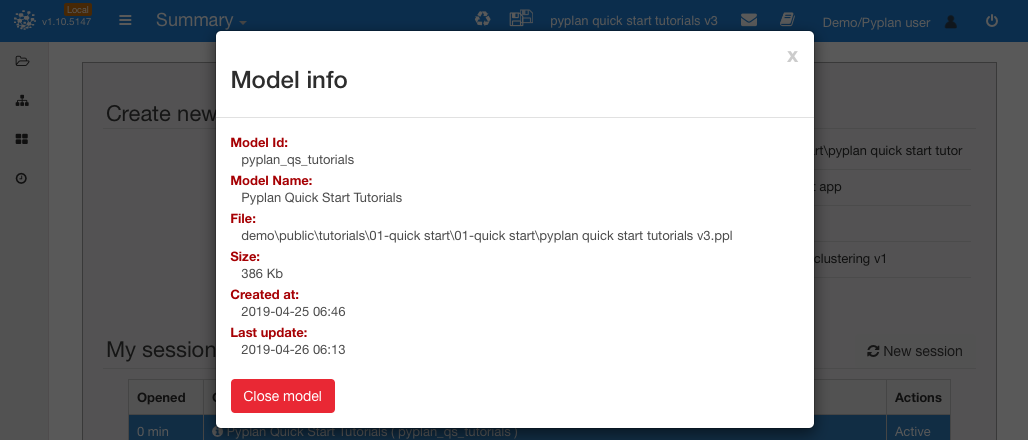 Local
v1.10.5147
Summary
pyplan quick start tutorials v3
Demo/Pyplan user
x
Model info
Create new
Model Id:
pyplan_qs_tutorials
rt\pyplan quick start tutor
Model Name:
app
Pyplan Quick Start Tutorials
File:
demo\public\tutorials\01-quick start\01-quick start\pyplan quick start tutorials v3.ppl
Size:
clustering v1
386 Kb
Created at:
2019-04-25 06:46
Last update:
2019-04-26 06:13
My session
New session
Close model
Opened
Actions
0 min
Pyplan Quick Start Tutorials ( pyplan_qs_tutorials )
Active